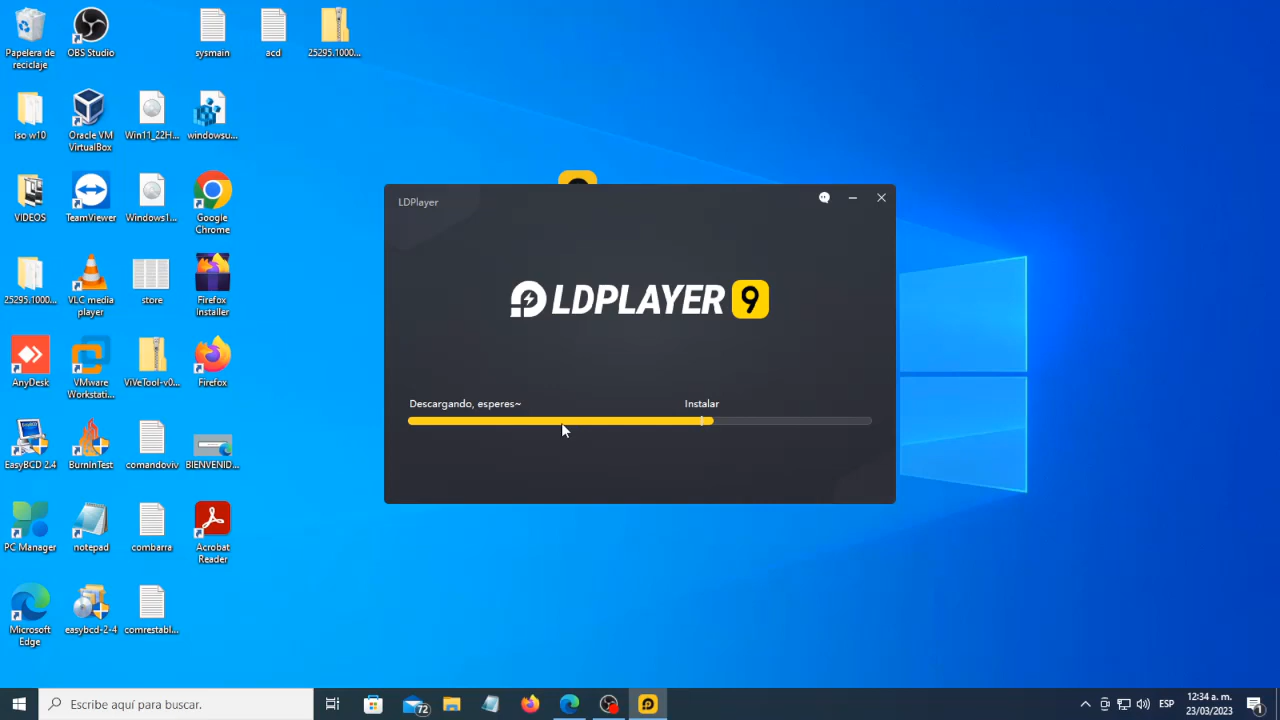 Papelera de
reciclaje
OBS Studio
sysmain
acd
25295.1000...
iso w10
Oracle VM
VirtualBox
Win11_22H...
windowsu...
VIDEOS
TeamViewer
Windows1...
Google
Chrome
25295.1000...
VLC media
player
store
Firefox
Installer
AnyDesk
VMware
Workstati...
ViVeTool-v0...
Firefox
EasyBCD 2.4
BurnInTest
comandoviv
BIENVENID...
PC Manager
notepad
combarra
Acrobat
Reader
Microsoft
Edge
easybcd-2-4
comrestabl...
LDPlayer
LDPLAYER 9
Descargando, esperes~
Instalar
Escribe aquí para buscar.
72
ESP
12:34 a. m.
23/03/2023
1